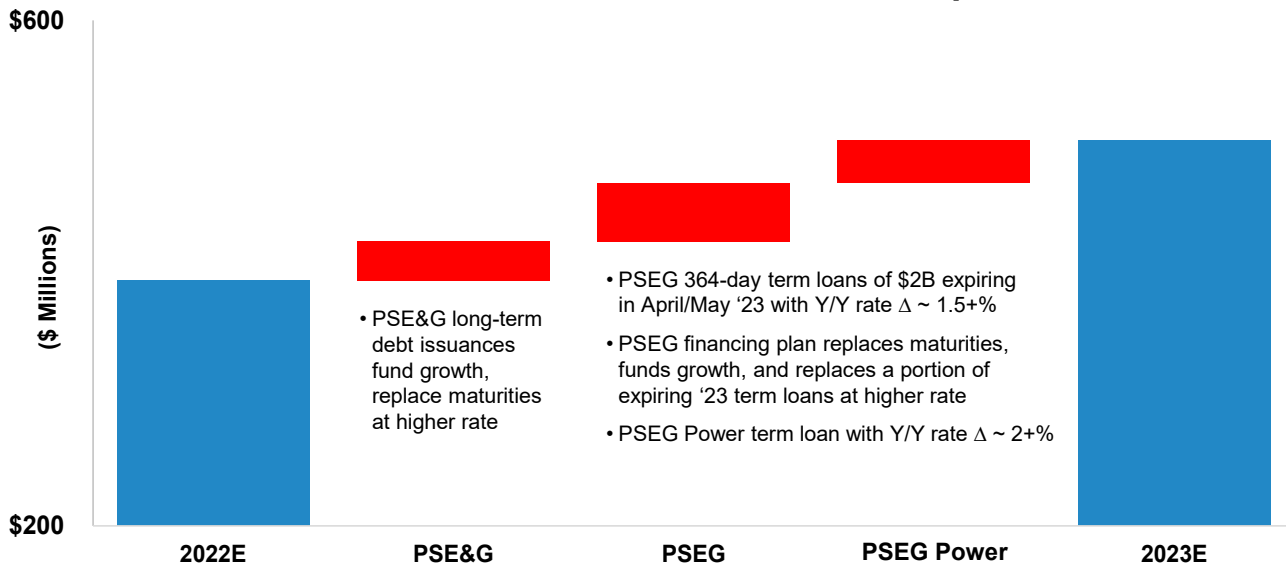 $600
($ Millions)
$200
• PSE&G long-term
debt issuances
fund growth,
replace maturities
at higher rate
• PSEG 364-day term loans of $2B expiring
in April/May ‘23 with Y/Y rate ∆ ~ 1.5+%
• PSEG financing plan replaces maturities,
funds growth, and replaces a portion of
expiring ‘23 term loans at higher rate
• PSEG Power term loan with Y/Y rate ∆ ~ 2+%
2022E
PSE&G
PSEG
PSEG Power
2023E